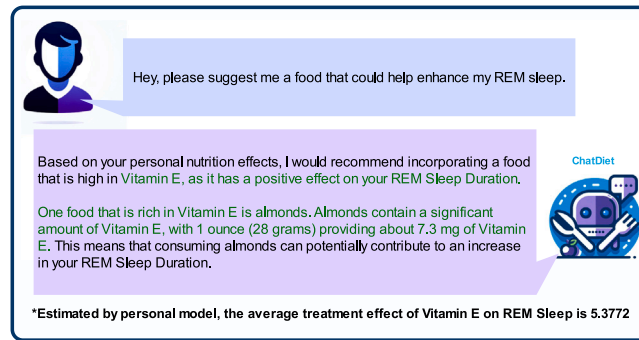 Hey, please suggest me a food that could help enhance my REM sleep.
Based on your personal nutrition effects, I would recommend incorporating a food
that is high in Vitamin E, as it has a positive effect on your REM Sleep Duration.
ChatDiet
One food that is rich in Vitamin E is almonds. Almonds contain a significant
amount of Vitamin E, with 1 ounce (28 grams) providing about 7.3 mg of Vitamin
E. This means that consuming almonds can potentially contribute to an increase
in your REM Sleep Duration.
*Estimated by personal model, the average treatment effect of Vitamin E on REM Sleep is 5.3772